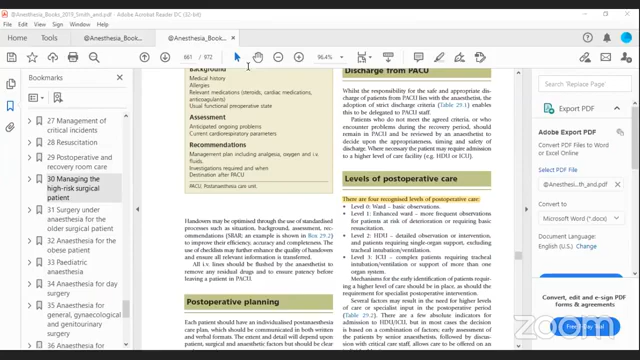 @Anesthesia_Books_2019_Smith_and.pdf - Adobe Acrobat Reader DC (32-bit)
File Edit View Sign Window Help
Home Tools @Anesthesia_Books_... @Anesthesia_Books_... × Sign In
661 / 972 96.4%
Bookmarks ×
27 Management of
critical incidents
28 Resuscitation
29 Postoperative and
recovery room care
30 Managing the
high-risk surgical
patient
31 Surgery under
anaesthesia for the
older surgical patient
32 Anaesthesia for the
obese patient
33 Paediatric
anaesthesia
34 Anaesthesia for day
surgery
35 Anaesthesia for
general, gynaecological
and genitourinary
surgery
36 Anaesthesia for
Background
Medical history
Allergies
Relevant medications (steroids, cardiac medications,
anticoagulants)
Usual functional preoperative state
Assessment
Anticipated ongoing problems
Current cardiorespiratory parameters
Recommendations
Management plan including analgesia, oxygen and i.v.
fluids.
Investigations required and when
Destination after PACU
PACU, Postanaesthesia care unit.
Handovers may be optimised through the use of standardised
processes such as situation, background, assessment, rec-
ommendations (SBAR; an example is shown in Box 29.2)
to improve their efficiency, accuracy and completeness. The
use of checklists may further enhance the quality of handovers
and ensure all relevant information is transferred.
All i.v. lines should be flushed by the anaesthetist to
remove any residual drugs and to ensure patency before
leaving a patient in PACU.
Postoperative planning
Each patient should have an individualised postanaesthesia
care plan, which should be communicated in both written
and verbal formats. The extent and detail will depend upon
patient, surgical and anaesthetic factors but should be clear
Discharge from PACU
Whilst the responsibility for the safe and appropriate dis-
charge of patients from PACU lies with the anaesthetist, the
adoption of strict discharge criteria (Table 29.1) enables
this to be delegated to PACU staff.
Patients who do not meet the agreed criteria, or who
encounter problems during the recovery period, should
remain in PACU and be reviewed by an anaesthetist to
decide upon the appropriateness, timing and safety of
discharge. Where necessary the patient may require admission
to a higher level of care facility (e.g. HDU or ICU).
Levels of postoperative care
There are four recognised levels of postoperative care:
• Level 0: Ward – basic observations.
• Level 1: Enhanced ward – more frequent observations
for patients at risk of deterioration or requiring basic
resuscitation.
• Level 2: HDU – detailed observation or intervention,
and patients requiring single-organ support, excluding
tracheal intubation/ventilation.
• Level 3: ICU – complex patients requiring tracheal
intubation/ventilation or support of more than one
organ system.
Mechanisms for the early identification of patients requir-
ing a higher level of care should be in place, as should the
requirement for specialist postoperative intervention.
Several factors may result in the need for higher levels
of care or specialist input in the postoperative period
(Table 29.2). There are a few absolute indicators for
admission to HDU/ICU, but in most cases the decision
is based on a combination of factors; early assessment of
the patients by senior anaesthetists, followed by discus-
sion with critical care staff, allows care to be offered on
Search 'Replace Page'
Export PDF
Adobe Export PDF
Convert PDF Files to Word
or Excel Online
Select PDF File
@Anesthesi...th_and.pdf ×
Convert to
Microsoft Word (*.docx)
Document Language:
English (U.S.) Change
Convert, edit and e-sign PDF
forms & agreements
Free 7-Day Trial
zoom